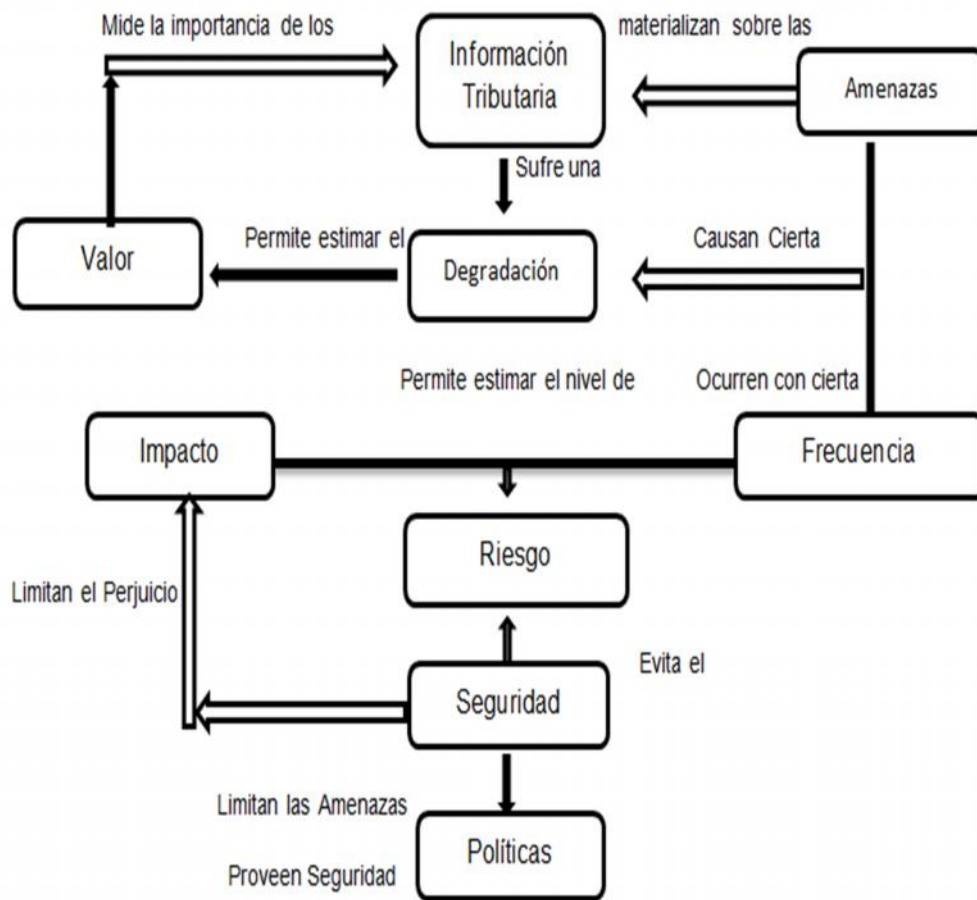 Mide la importancia de los
Información
Tributaria
materializan sobre las
Amenazas
Sufre una
Valor
Permite estimar el
Degradación
Causan Cierta
Permite estimar el nivel de
Ocurren con cierta
Impacto
Frecuencia
Riesgo
Limitan el Perjuicio
Evita el
Seguridad
Limitan las Amenazas
Políticas
Proveen Seguridad